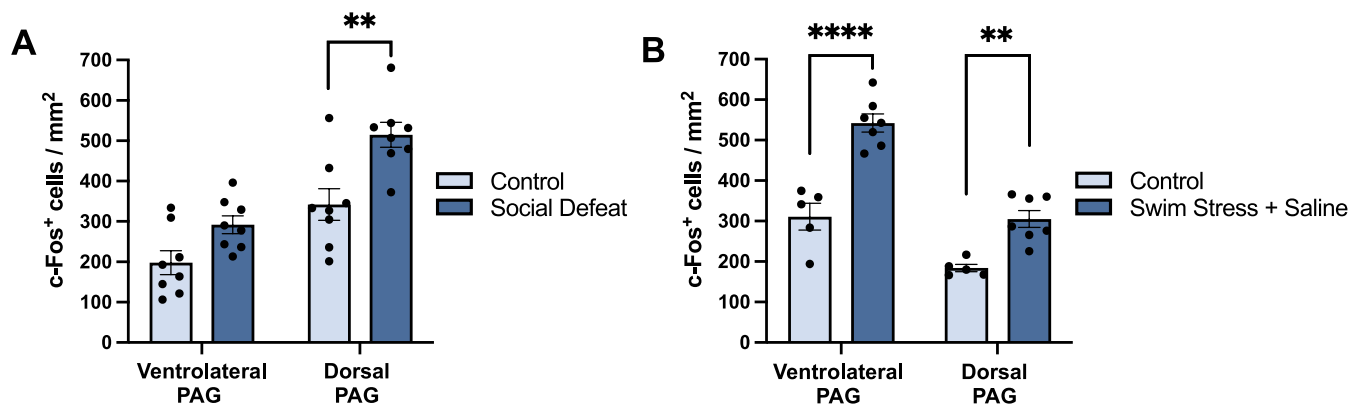 A
**
c-Fos⁺ cells / mm²
700
600
500
400
300
200
100
0
Ventrolateral
PAG
Dorsal
PAG
Control
Social Defeat
B
****
**
c-Fos⁺ cells / mm²
700
600
500
400
300
200
100
0
Ventrolateral
PAG
Dorsal
PAG
Control
Swim Stress + Saline